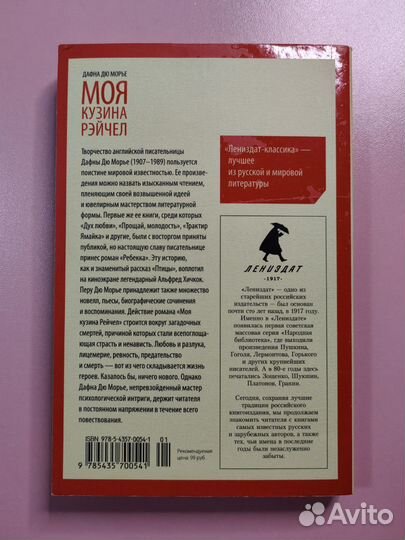 ДАФНА ДЮ МОРЬЕ
МОЯ
КУЗИНА
РЭЙЧЕЛ
Творчество английской писательницы
Дафны Дю Морье (1907–1989) пользуется
поистине мировой известностью. Ее произве-
дения можно назвать изысканным чтением,
пленяющим своей возвышенной идеей
и ювелирным мастерством литературной
формы. Первые же ее книги, среди которых
«Дух любви», «Прощай, молодость», «Трактир
Ямайка» и другие, были с восторгом приняты
публикой, но настоящую славу писательнице
принес роман «Ребекка». Эту историю,
как и знаменитый рассказ «Птицы», воплотил
на киноэкране легендарный Альфред Хичкок.
Перу Дю Морье принадлежит также множество
новелл, пьесы, биографические сочинения
и воспоминания. Действие романа «Моя
кузина Рейчел» строится вокруг загадочных
смертей, причиной которых стали всепоглоща-
ющая страсть и ненависть. Любовь и разлука,
лицемерие, ревность, предательство
и смерть — вот из чего складывается жизнь
героев. Казалось бы, ничего нового. Однако
Дафна Дю Морье, непревзойденный мастер
психологической интриги, держит читателя
в постоянном напряжении в течение всего
повествования.
ISBN 978-5-4357-0054-1
01
9 785435 700541
Рекомендуемая
цена: 99 руб.
«Лениздат-классика» —
лучшее
из русской и мировой
литературы
ЛЕНИЗДАТ
·1917·
«Лениздат» — одно из
старейших российских
издательств — был основан
почти сто лет назад, в 1917 году.
Именно в «Лениздате»
появилась первая советская
массовая серия «Народная
библиотека», где выходили
произведения Пушкина,
Гоголя, Лермонтова, Горького
и других крупнейших
писателей. А в 80-е годы здесь
печатались Зощенко, Шукшин,
Платонов, Гранин.
Сегодня, сохраняя лучшие
традиции российского
книгоиздания, мы продолжаем
знакомить читателя с книгами
самых известных русских
и зарубежных авторов, а также
тех, чьи имена в последние
годы были незаслуженно
забыты.
Avito